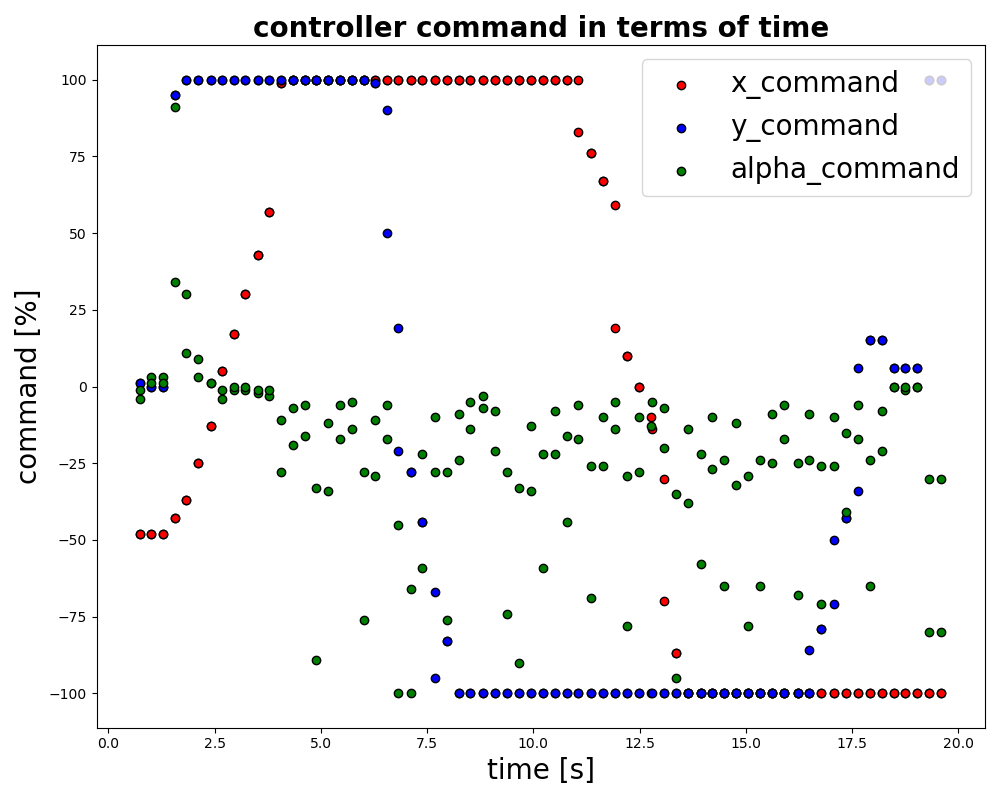 controller command in terms of time
x_command
y_command
alpha_command
100
75
50
25
0
−25
−50
−75
−100
command [%]
0.0 2.5 5.0 7.5 10.0 12.5 15.0 17.5 20.0
time [s]